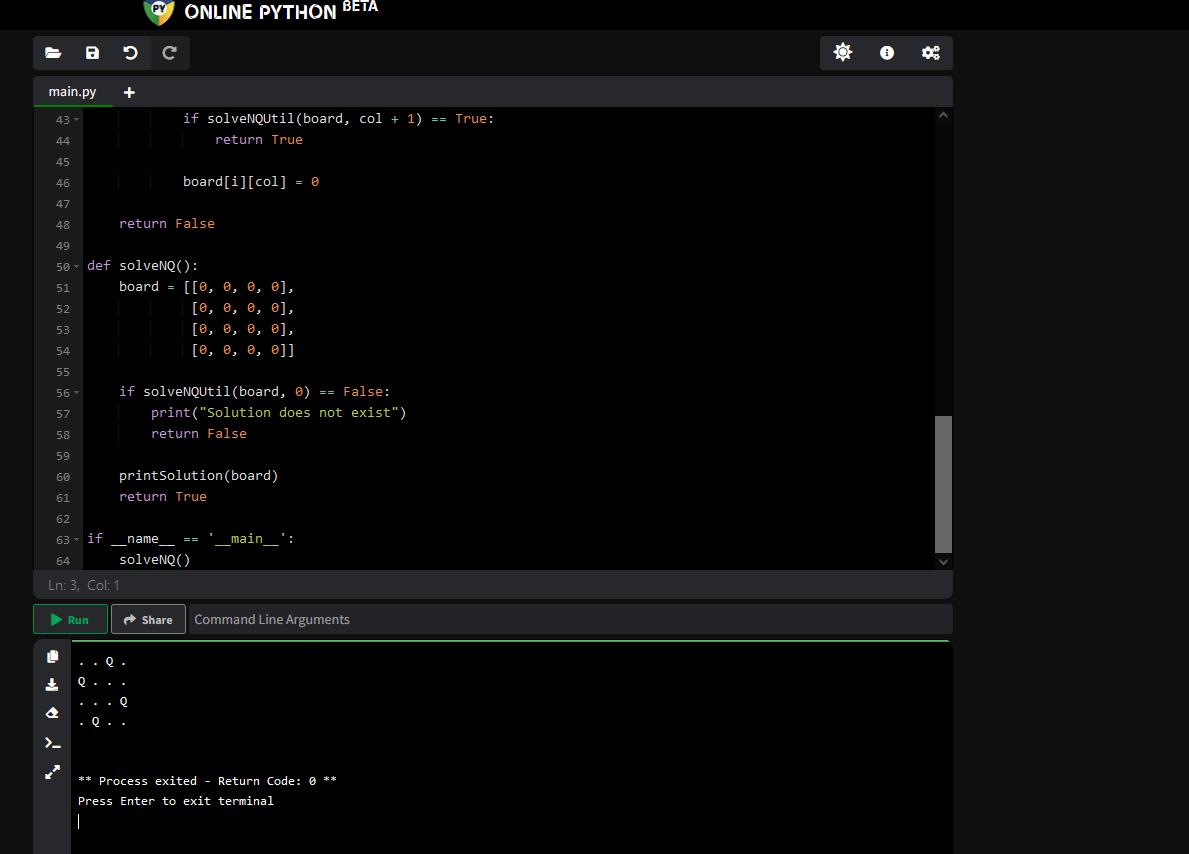 PY ONLINE PYTHON BETA
main.py +
43 if solveNQUtil(board, col + 1) == True:
44 return True
45
46 board[i][col] = 0
47
48 return False
49
50 def solveNQ():
51 board = [[0, 0, 0, 0],
52 [0, 0, 0, 0],
53 [0, 0, 0, 0],
54 [0, 0, 0, 0]]
55
56 if solveNQUtil(board, 0) == False:
57 print("Solution does not exist")
58 return False
59
60 printSolution(board)
61 return True
62
63 if __name__ == '__main__':
64 solveNQ()
Ln: 3, Col: 1
Run Share Command Line Arguments
. . Q .
Q . . .
. . . Q
. Q . .
** Process exited - Return Code: 0 **
Press Enter to exit terminal